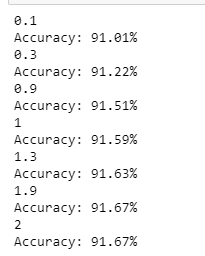 0.1
Accuracy: 91.01%
0.3
Accuracy: 91.22%
0.9
Accuracy: 91.51%
1
Accuracy: 91.59%
1.3
Accuracy: 91.63%
1.9
Accuracy: 91.67%
2
Accuracy: 91.67%